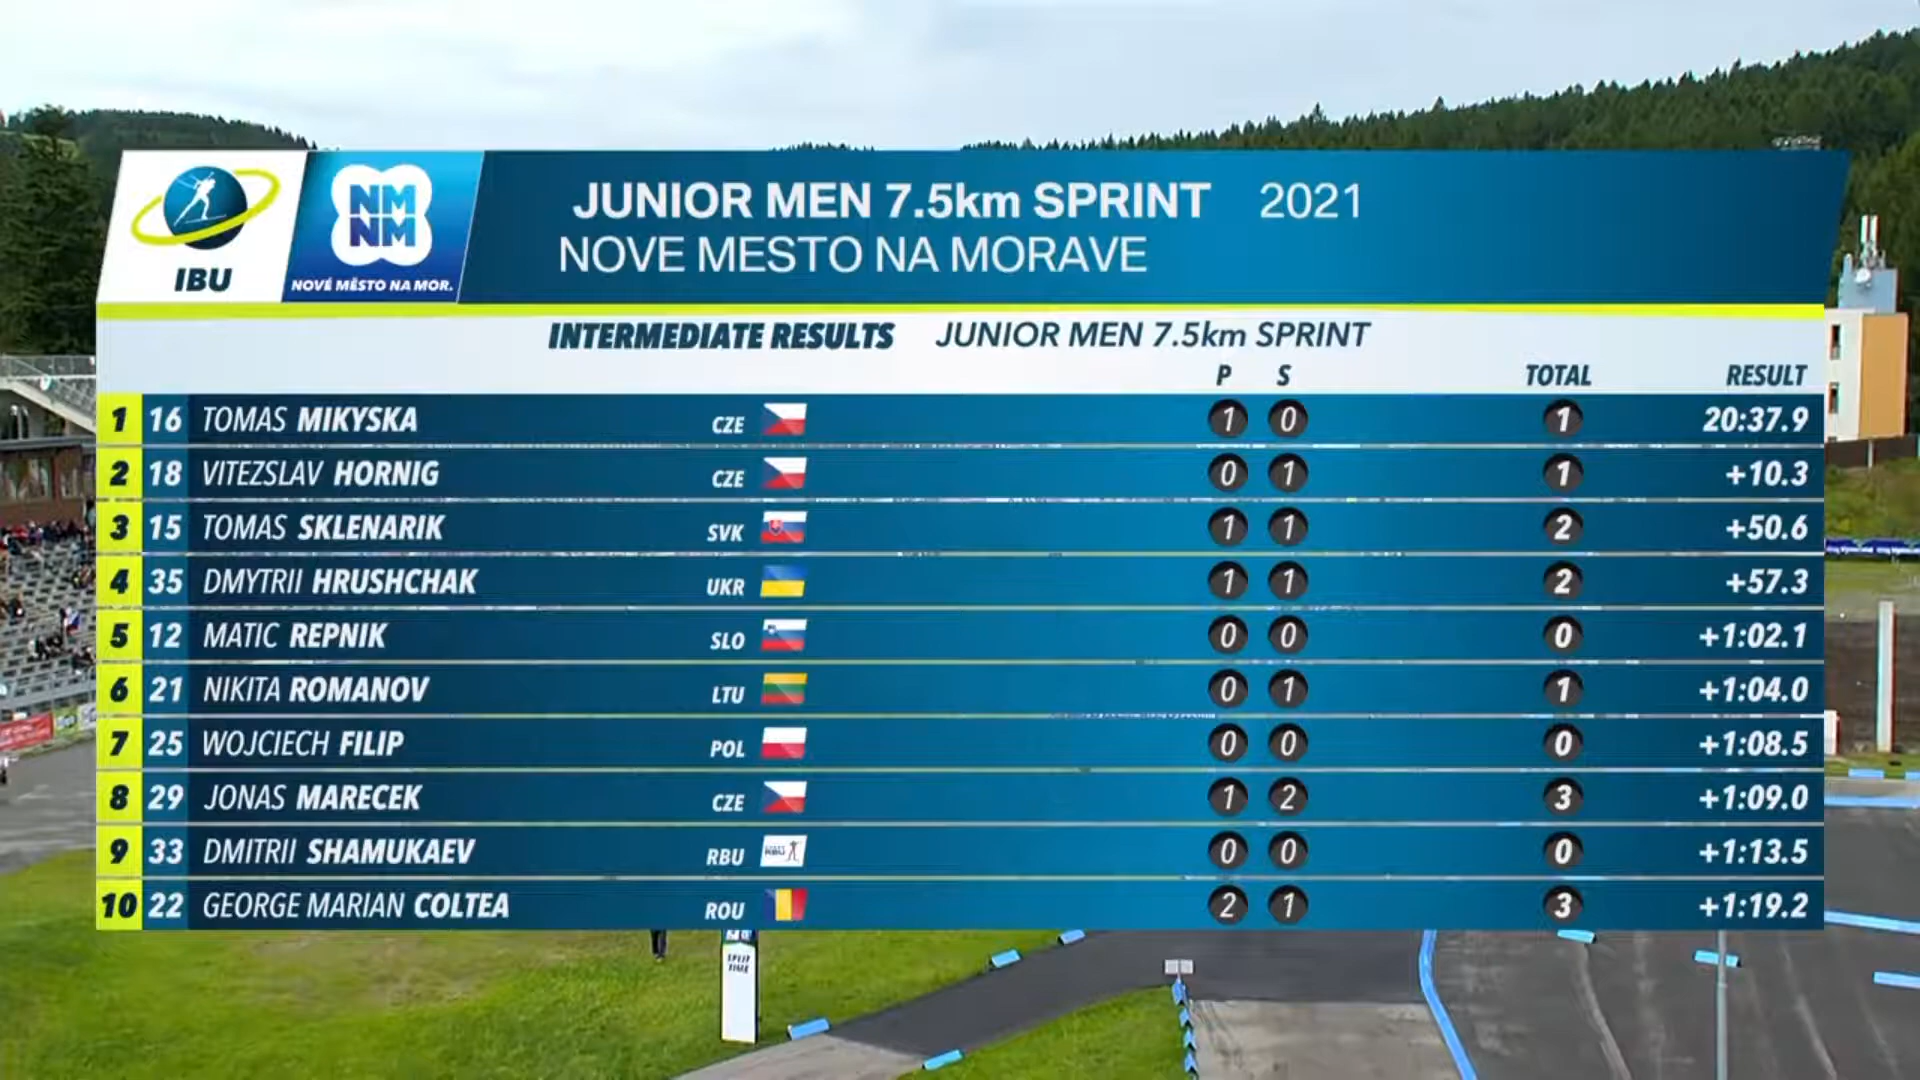 JUNIOR MEN 7.5km SPRINT 2021
NOVE MESTO NA MORAVE
IBU
NM
NM
NOVÉ MĚSTO NA MOR.
INTERMEDIATE RESULTS JUNIOR MEN 7.5km SPRINT
P S TOTAL RESULT
1 16 TOMAS MIKYSKA CZE 1 0 1 20:37.9
2 18 VITEZSLAV HORNIG CZE 0 1 1 +10.3
3 15 TOMAS SKLENARIK SVK 1 1 2 +50.6
4 35 DMYTRII HRUSHCHAK UKR 1 1 2 +57.3
5 12 MATIC REPNIK SLO 0 0 0 +1:02.1
6 21 NIKITA ROMANOV LTU 0 1 1 +1:04.0
7 25 WOJCIECH FILIP POL 0 0 0 +1:08.5
8 29 JONAS MARECEK CZE 1 2 3 +1:09.0
9 33 DMITRII SHAMUKAEV RBU 0 0 0 +1:13.5
10 22 GEORGE MARIAN COLTEA ROU 2 1 3 +1:19.2
SPLIT
TIME